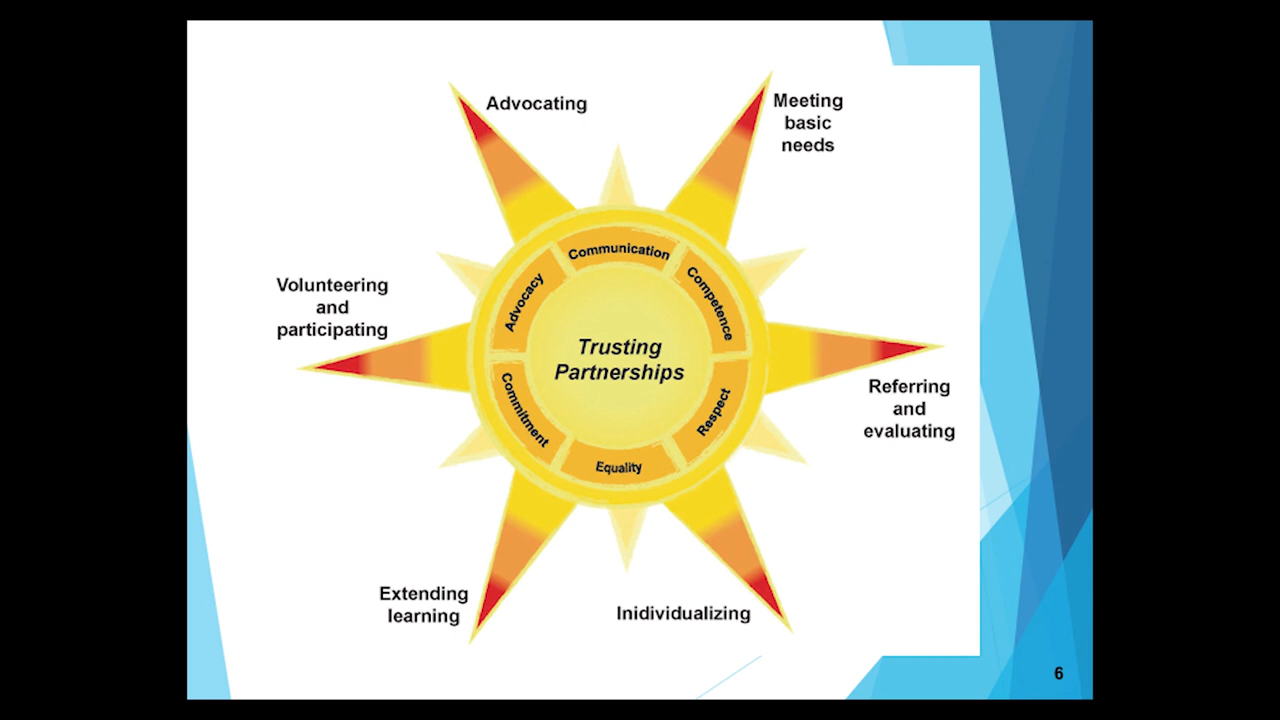 Advocating
Meeting
basic
needs
Communication
Competence
Advocacy
Volunteering
and
participating
Trusting
Partnerships
Referring
and
evaluating
Commitment
Respect
Equality
Extending
learning
Inidividualizing
6